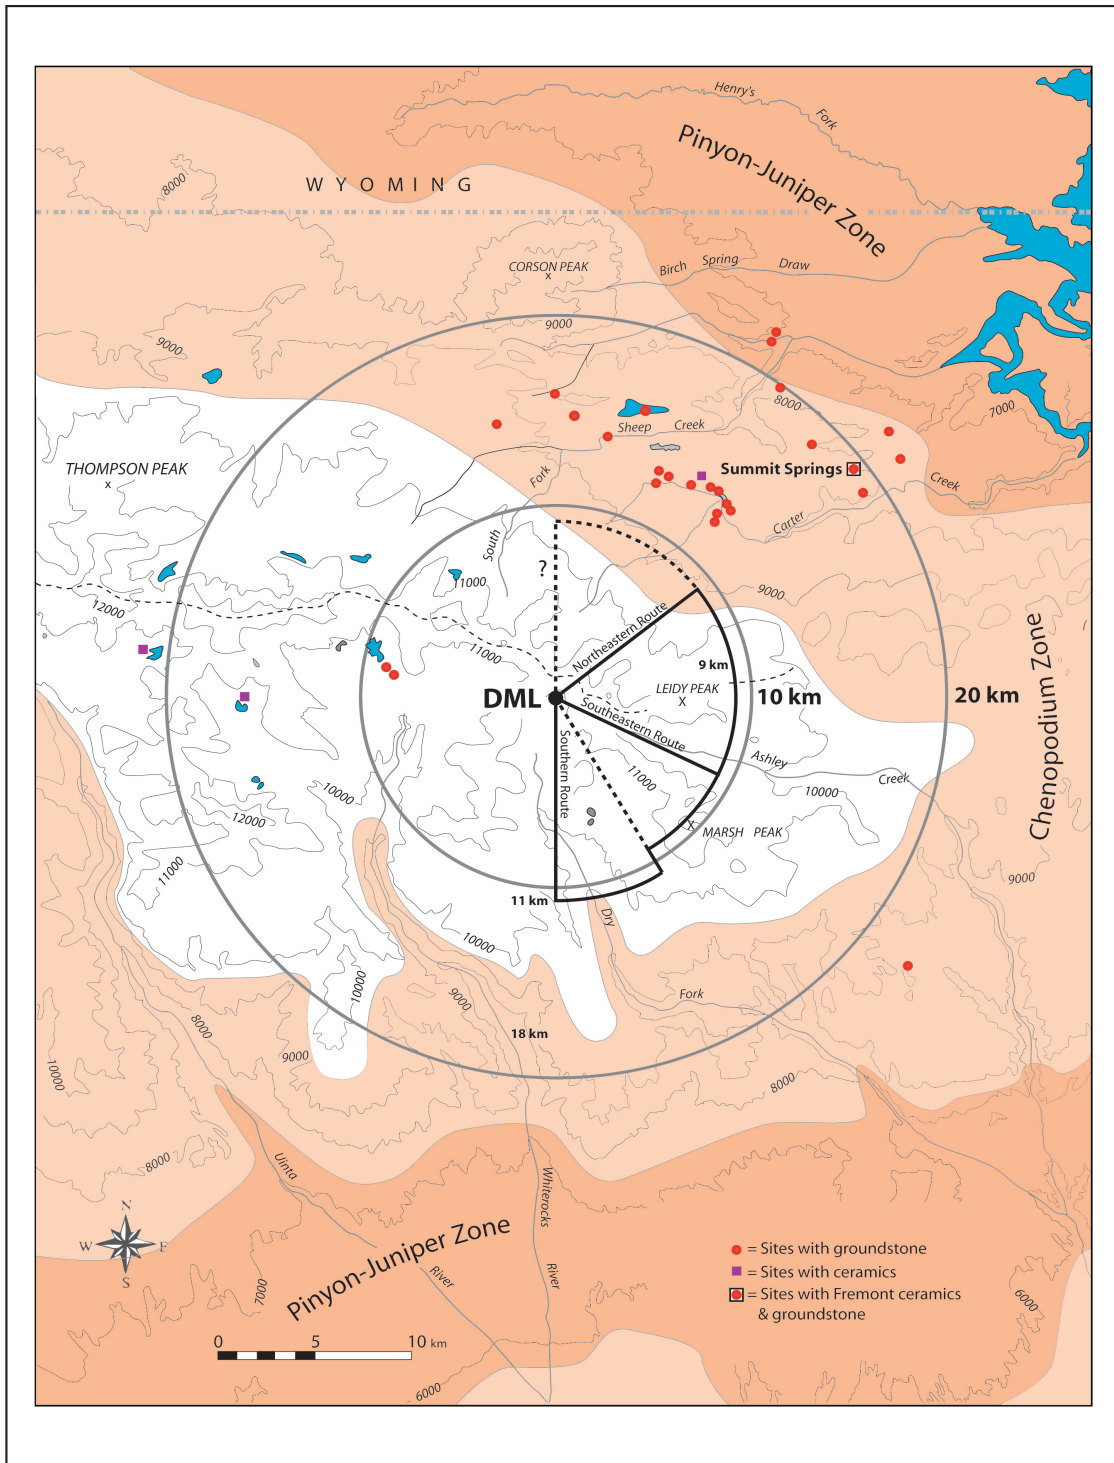 Henry's
Fork
Pinyon-Juniper Zone
8000
WYOMING
Birch Spring Draw
CORSON PEAK
x
9000
9000
8000
7000
Sheep Creek
THOMPSON PEAK
x
Summit Springs
Fork
Creek
South
Carter
?
11000
9000
12000
Northeastern Route
11000
9 km
LEIDY PEAK
X
DML
10 km
20 km
Chenopodium Zone
Southeastern Route
Southern Route
Ashley
Creek
11000
10000
10000
12000
X MARSH PEAK
11000
9000
11 km
Dry
10000
10000
Fork
9000
8000
18 km
9000
10000
8000
8000
Uinta
Whiterocks
N
W E
S
Pinyon-Juniper Zone
River
River
7000
6000
= Sites with groundstone
= Sites with ceramics
= Sites with Fremont ceramics
& groundstone
0 5 10 km
6000